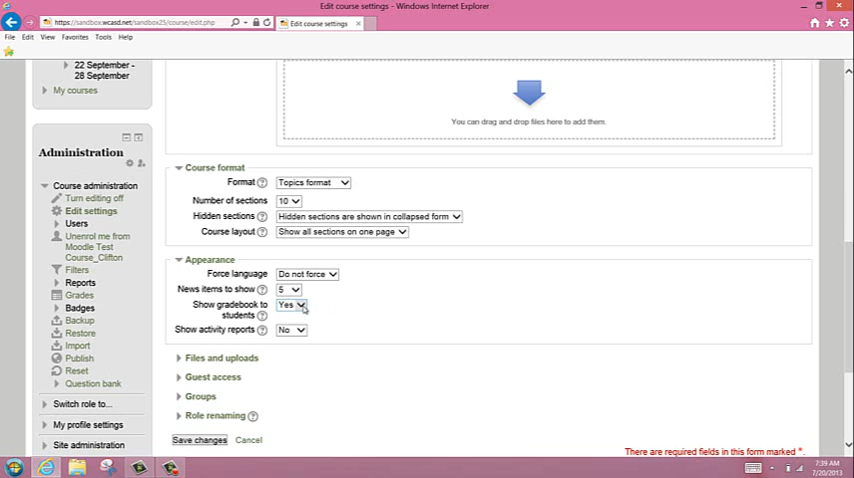 Edit course settings - Windows Internet Explorer
https://sandbox.wcasd.net/sandbox25/course/edit.php
Edit course settings
File Edit View Favorites Tools Help
22 September -
28 September
My courses
Administration
Course administration
Turn editing off
Edit settings
Users
Unenrol me from
Moodle Test
Course_Clifton
Filters
Reports
Grades
Badges
Backup
Restore
Import
Publish
Reset
Question bank
Switch role to...
My profile settings
Site administration
You can drag and drop files here to add them.
Course format
Format Topics format
Number of sections 10
Hidden sections Hidden sections are shown in collapsed form
Course layout Show all sections on one page
Appearance
Force language Do not force
News items to show 5
Show gradebook to Yes
students
Show activity reports No
Files and uploads
Guest access
Groups
Role renaming
Save changes Cancel
There are required fields in this form marked *.
7:39 AM
7/20/2013